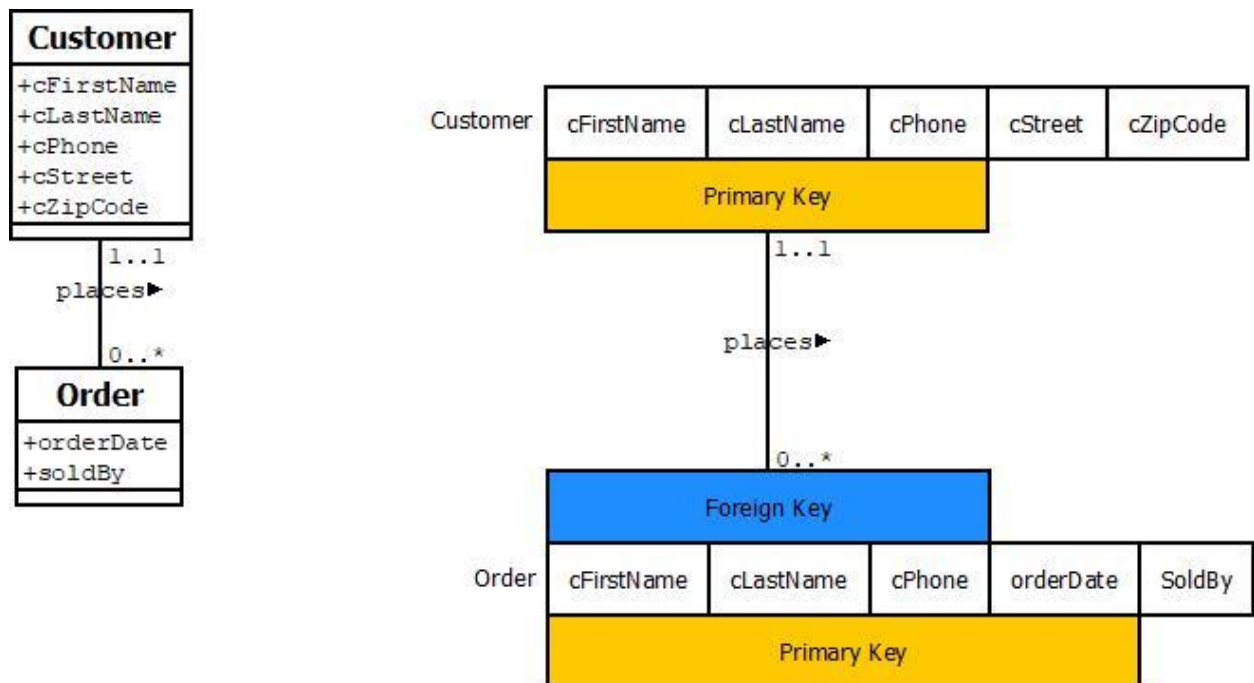 Customer
+cFirstName
+cLastName
+cPhone
+cStreet
+cZipCode
1..1
places►
0..*
Order
+orderDate
+soldBy
Customer cFirstName cLastName cPhone cStreet cZipCode
Primary Key
1..1
places►
0..*
Foreign Key
Order cFirstName cLastName cPhone orderDate SoldBy
Primary Key